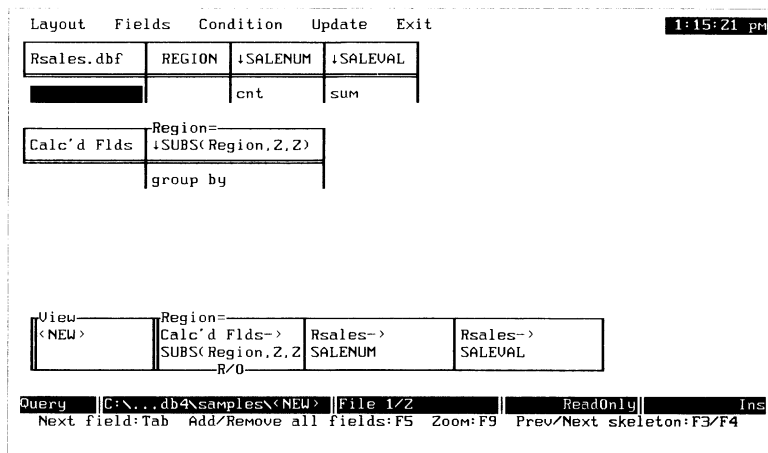 Layout Fields Condition Update Exit 1:15:21 pm
Rsales.dbf REGION ↓SALENUM ↓SALEVAL
cnt sum
Region=
Calc'd Flds ↓SUBS(Region,2,2)
group by
View Region=
<NEW> Calc'd Flds-> Rsales-> Rsales->
SUBS(Region,2,2 SALENUM SALEVAL
R/O
Query C:\...db4\samples\<NEW> File 1/2 ReadOnly Ins
Next field:Tab Add/Remove all fields:F5 Zoom:F9 Prev/Next skeleton:F3/F4